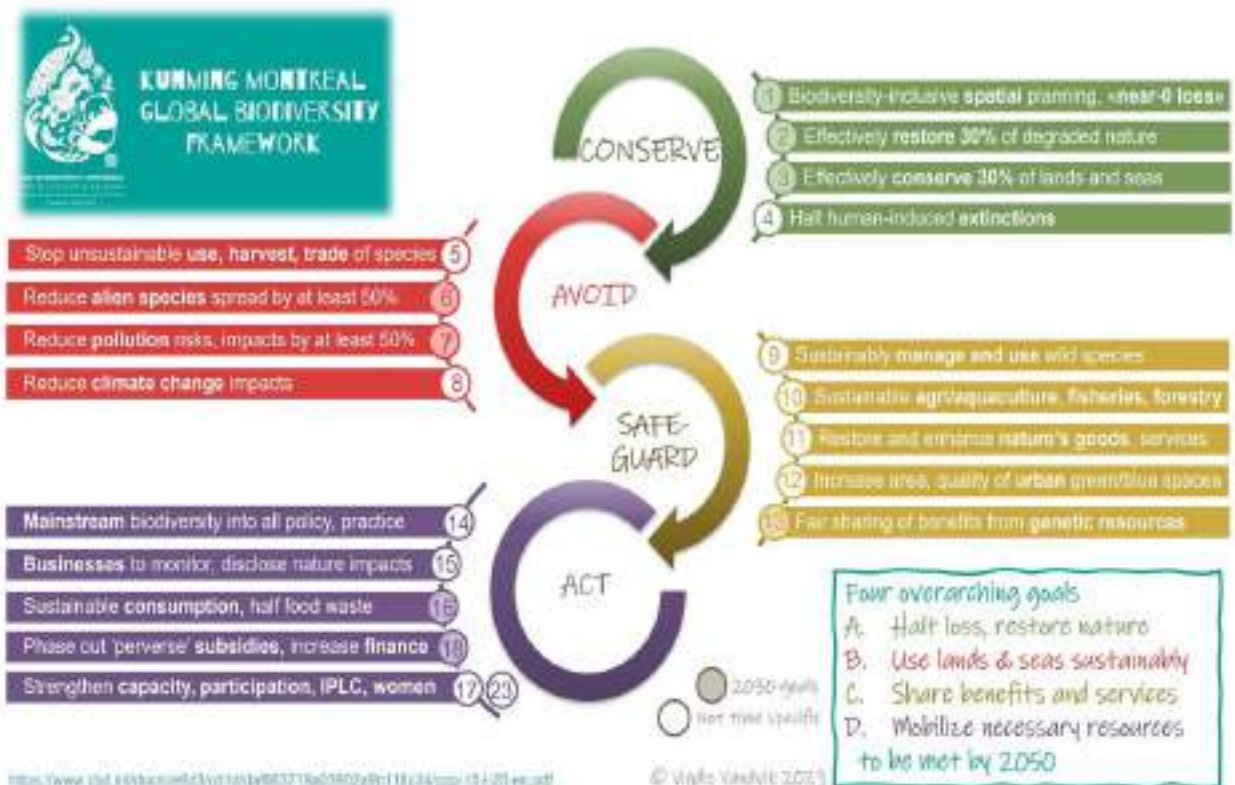 KUNMING MONTREAL
GLOBAL BIODIVERSITY
FRAMEWORK
CONSERVE
1 Biodiversity-inclusive spatial planning, «near-0 loss»
2 Effectively restore 30% of degraded nature
3 Effectively conserve 30% of lands and seas
4 Halt human-induced extinctions
AVOID
Stop unsustainable use, harvest, trade of species 5
Reduce alien species spread by at least 50% 6
Reduce pollution risks, impacts by at least 50% 7
Reduce climate change impacts 8
SAFE-
GUARD
9 Sustainably manage and use wild species
10 Sustainable agri/aquaculture, fisheries, forestry
11 Restore and enhance nature's goods, services
12 Increase area, quality of urban green/blue spaces
13 Fair sharing of benefits from genetic resources
ACT
Mainstream biodiversity into all policy, practice 14
Businesses to monitor, disclose nature impacts 15
Sustainable consumption, half food waste 16
Phase out 'perverse' subsidies, increase finance 18
Strengthen capacity, participation, IPLC, women 17 23
2030 goals
not time specific
Four overarching goals
A. Halt loss, restore nature
B. Use lands & seas sustainably
C. Share benefits and services
D. Mobilize necessary resources
to be met by 2050
© Vigdis Vandvik 2023